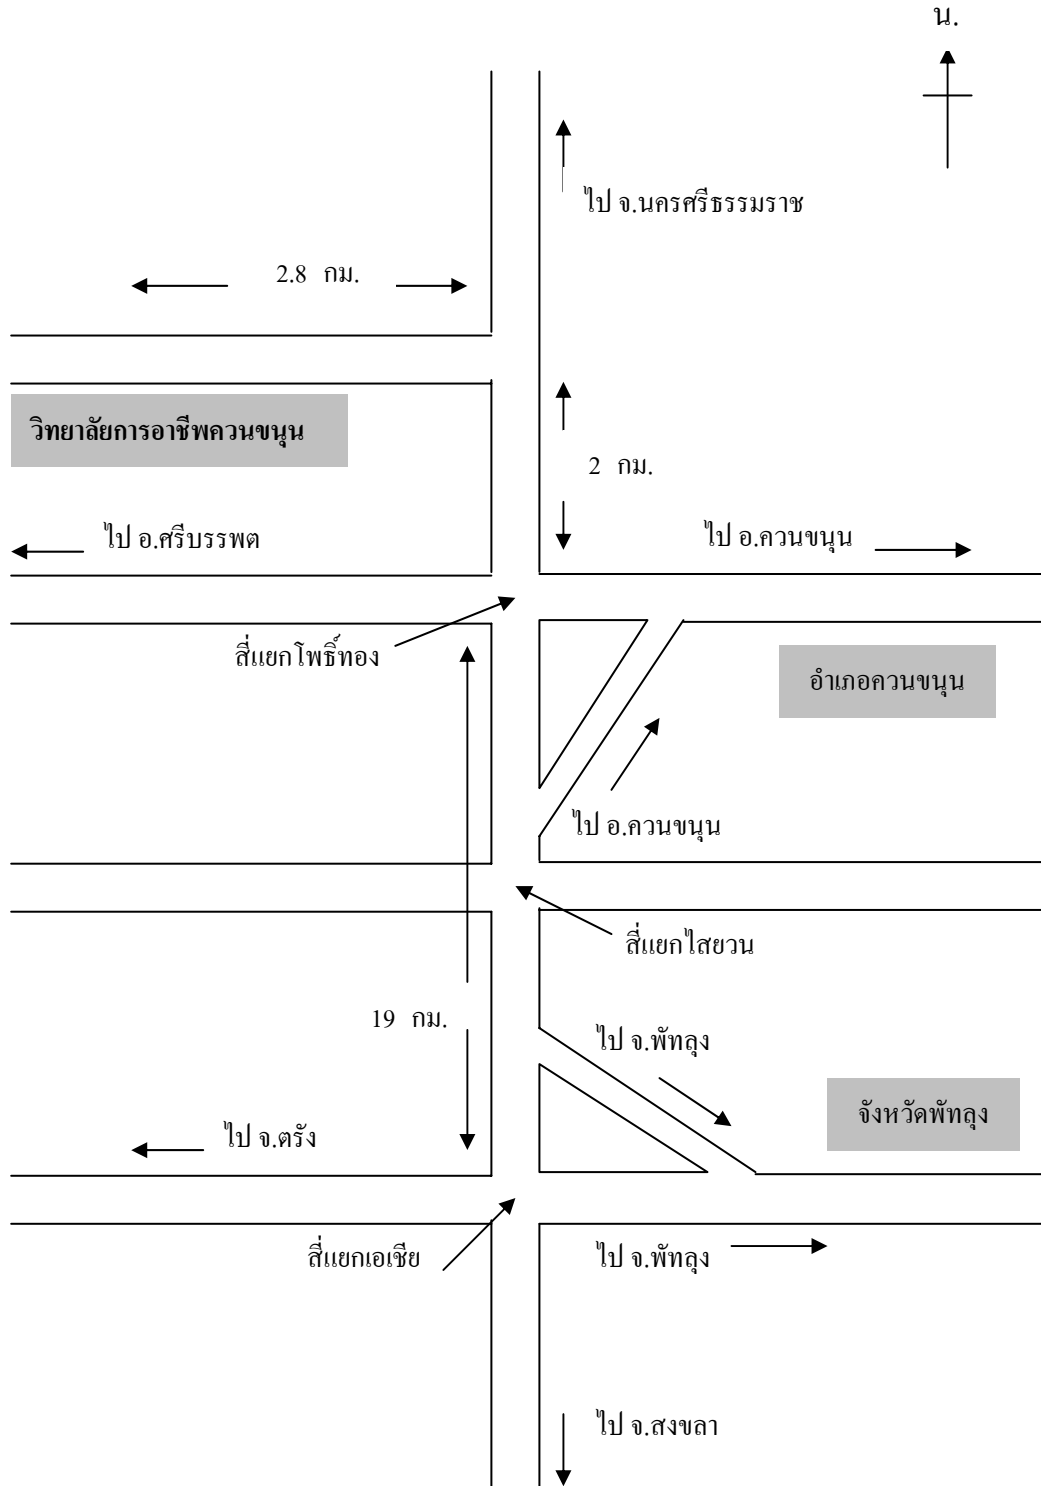 น.
ไป จ.นครศรีธรรมราช
2.8 กม.
วิทยาลัยการอาชีพควนขนุน
2 กม.
ไป อ.ศรีบรรพต
ไป อ.ควนขนุน
สี่แยกโพธิ์ทอง
อำเภอควนขนุน
ไป อ.ควนขนุน
สี่แยกไสยวน
19 กม.
ไป จ.พัทลุง
จังหวัดพัทลุง
ไป จ.ตรัง
สี่แยกเอเชีย
ไป จ.พัทลุง
ไป จ.สงขลา